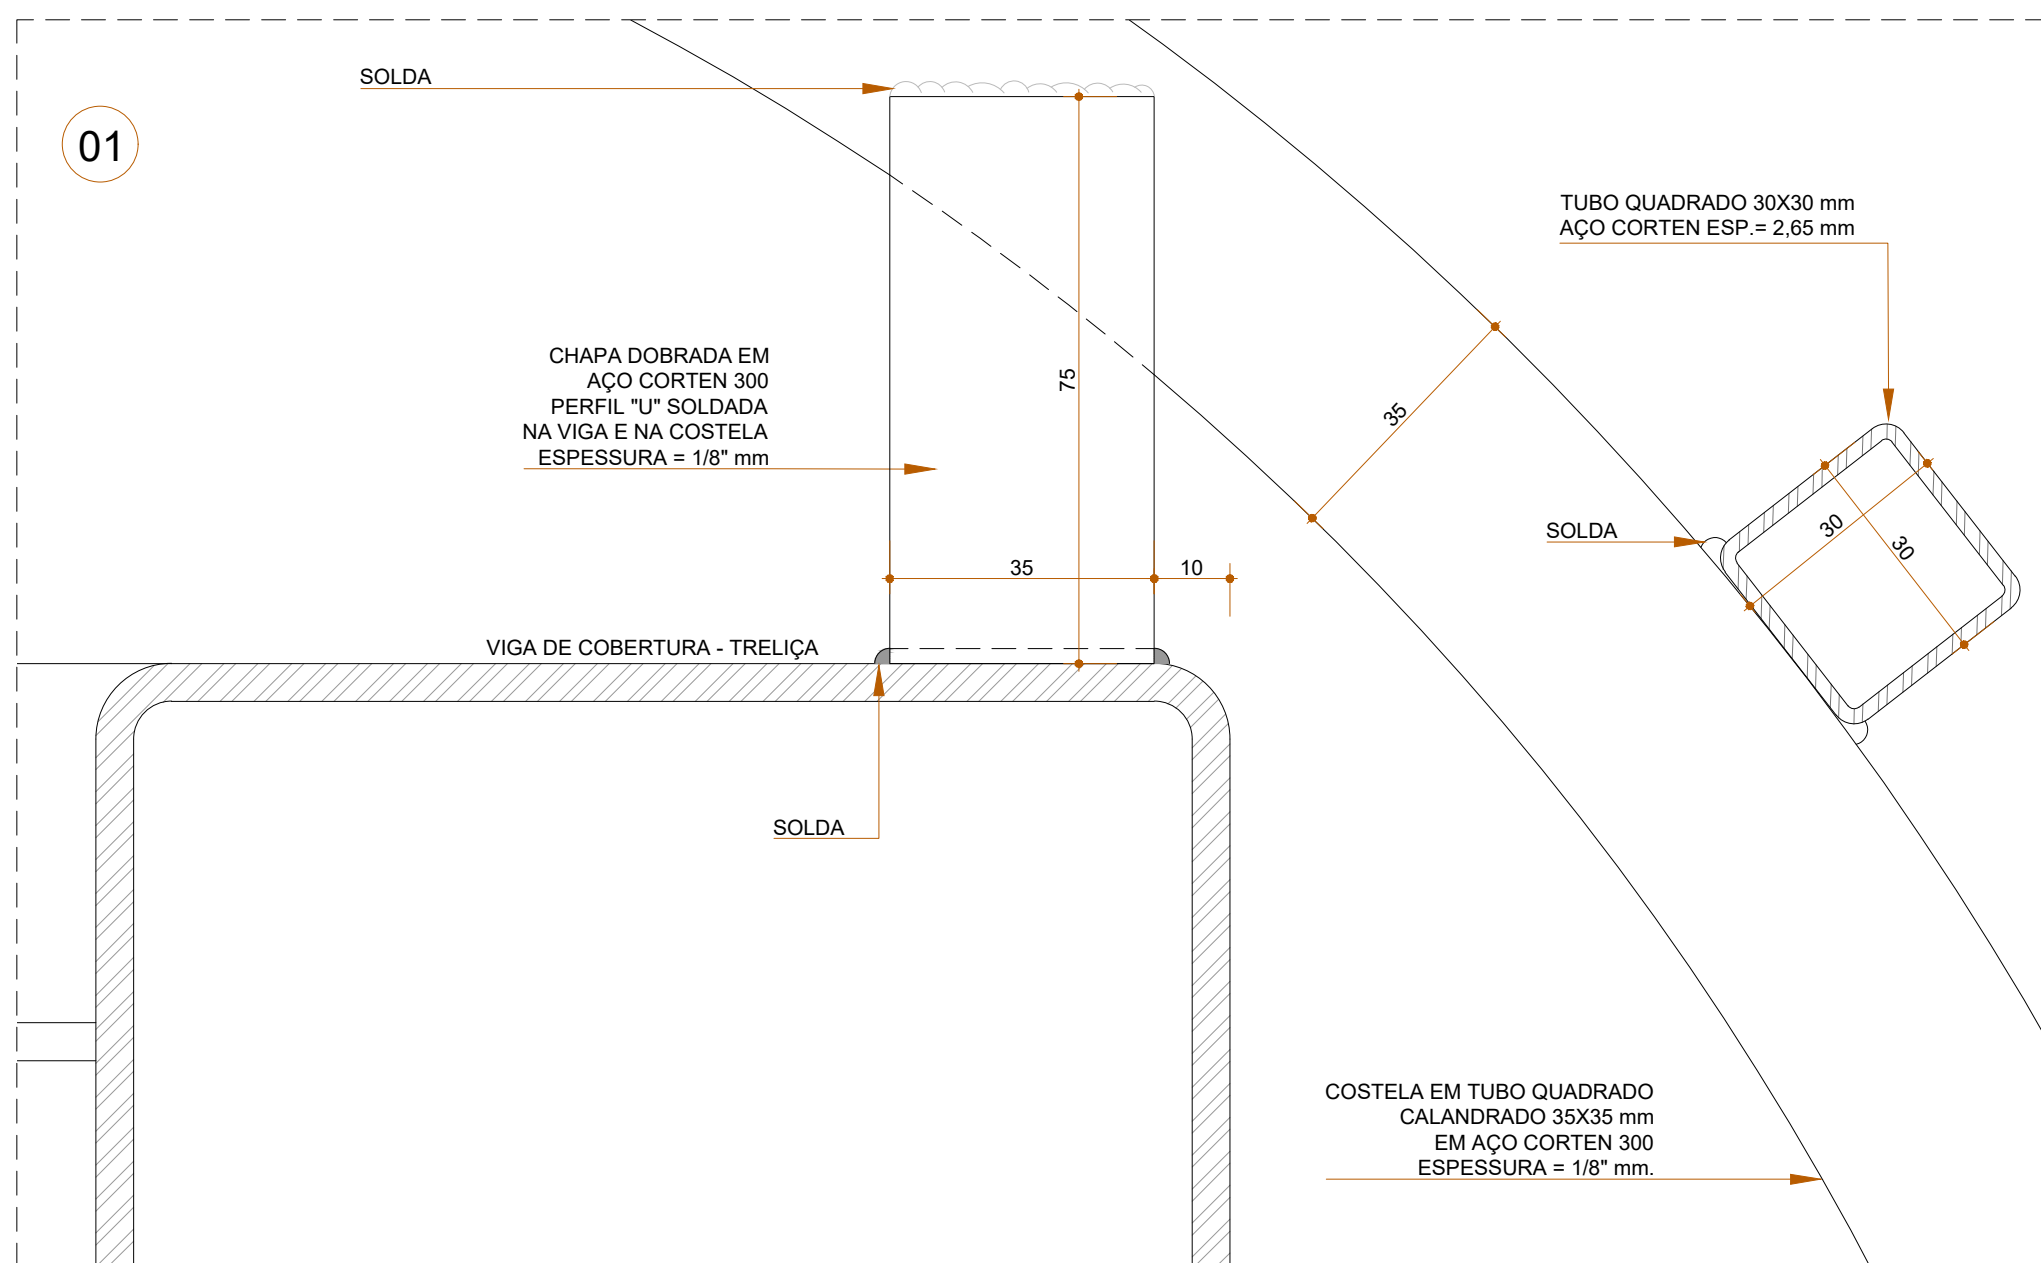 SOLDA
01
TUBO QUADRADO 30X30 mm
AÇO CORTEN ESP.= 2,65 mm
CHAPA DOBRADA EM
AÇO CORTEN 300
PERFIL "U" SOLDADA
NA VIGA E NA COSTELA
ESPESSURA = 1/8" mm
75
35
30
30
SOLDA
35
10
VIGA DE COBERTURA - TRELIÇA
SOLDA
COSTELA EM TUBO QUADRADO
CALANDRADO 35X35 mm
EM AÇO CORTEN 300
ESPESSURA = 1/8" mm.